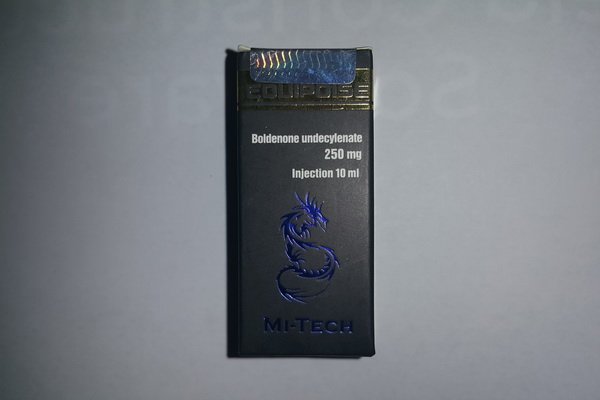 EQUIPOISE
Boldenone undecylenate
250 mg
Injection 10 ml
MI-TECH